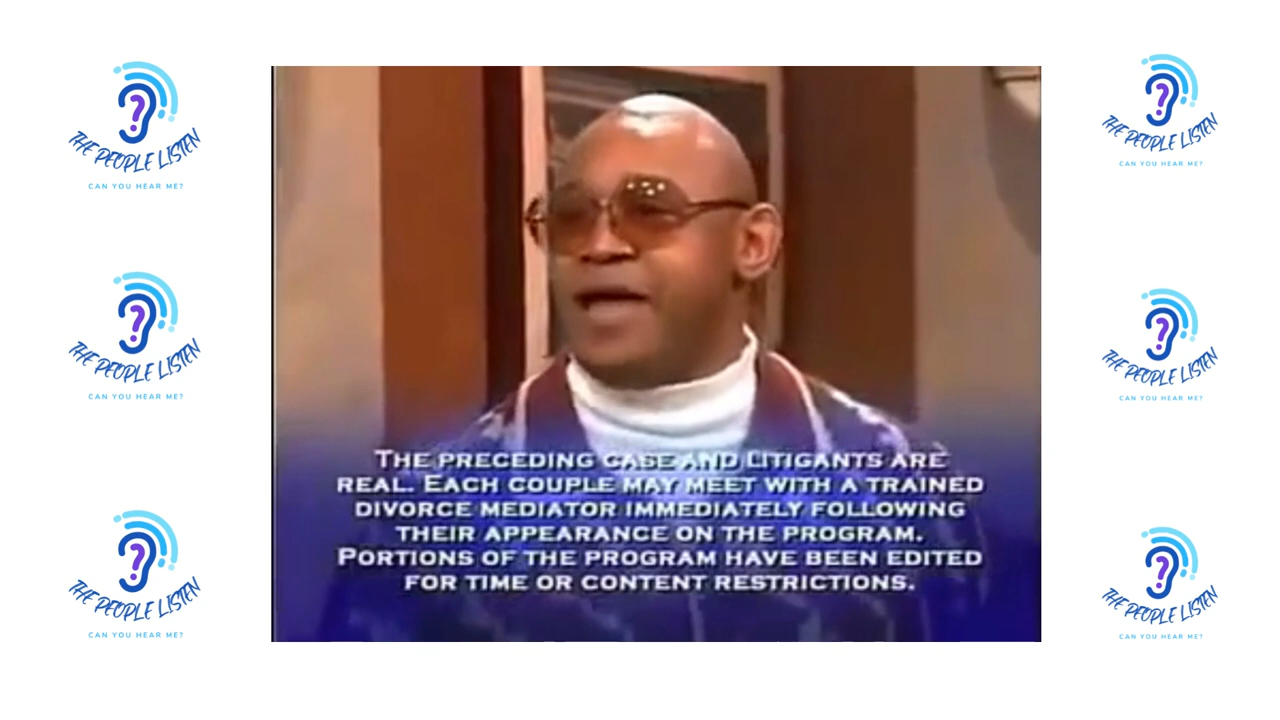 THE PEOPLE LISTEN
CAN YOU HEAR ME?
THE PEOPLE LISTEN
CAN YOU HEAR ME?
THE PEOPLE LISTEN
CAN YOU HEAR ME?
THE PRECEDING CASE AND LITIGANTS ARE
REAL. EACH COUPLE MAY MEET WITH A TRAINED
DIVORCE MEDIATOR IMMEDIATELY FOLLOWING
THEIR APPEARANCE ON THE PROGRAM.
PORTIONS OF THE PROGRAM HAVE BEEN EDITED
FOR TIME OR CONTENT RESTRICTIONS.
THE PEOPLE LISTEN
CAN YOU HEAR ME?
THE PEOPLE LISTEN
CAN YOU HEAR ME?
THE PEOPLE LISTEN
CAN YOU HEAR ME?